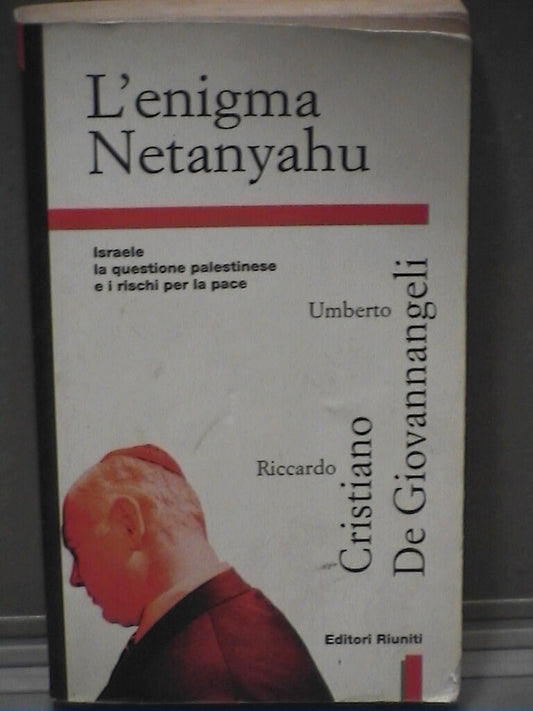 L'enigma
Netanyahu
Israele
la questione palestinese
e i rischi per la pace
Umberto
De Giovannangeli
Riccardo
Cristiano
Editori Riuniti